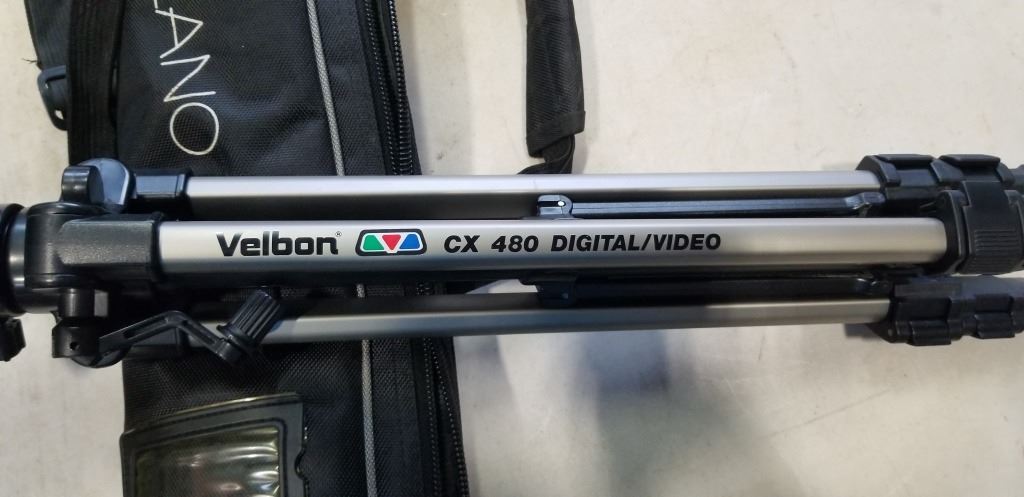 LANO
Velbon® CX 480 DIGITAL/VIDEO